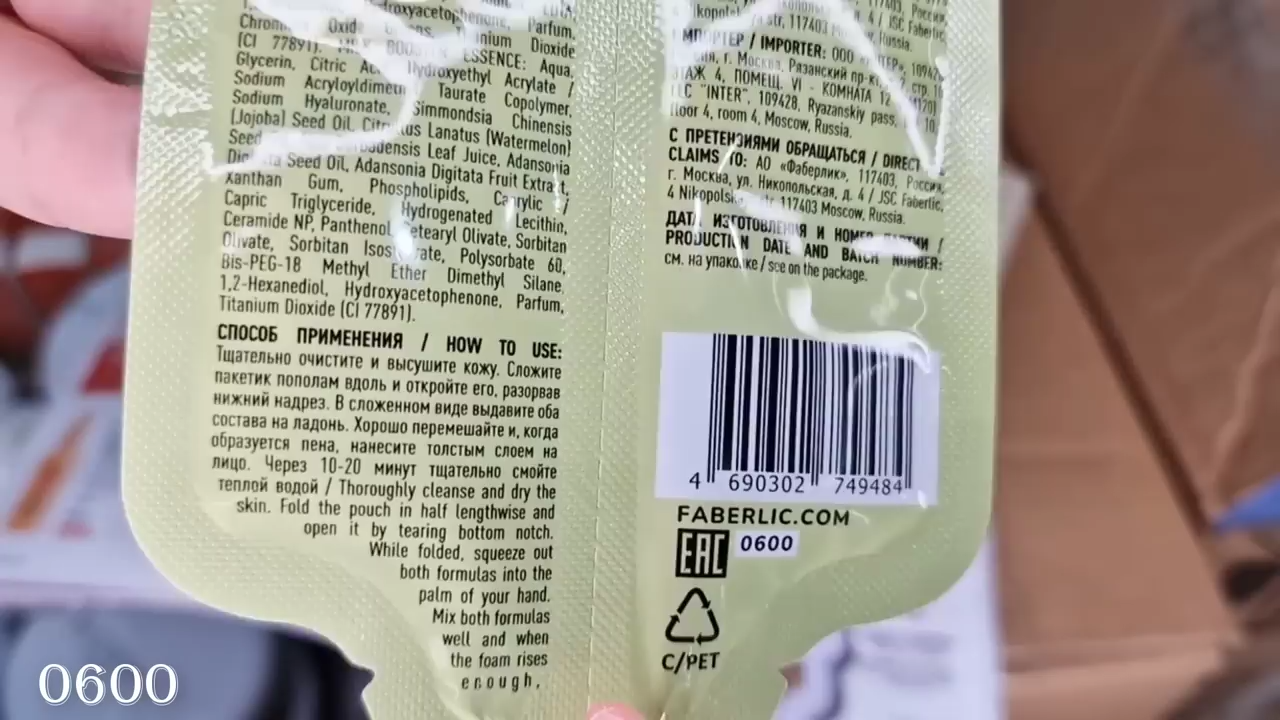 Hydroxyacetophenone, Parfum,
Oxide Titanium Dioxide
(CI 77891). ESSENCE: Aqua,
Glycerin, Citric Hydroxyethyl Acrylate /
Sodium Acryloyldimethyl Taurate Copolymer,
Sodium Hyaluronate, Simmondsia Chinensis
(Jojoba) Seed Oil, Citrullus Lanatus (Watermelon)
Seed Leaf Juice, Adansonia
Digitata Seed Oil, Adansonia Digitata Fruit Extract,
Xanthan Gum, Phospholipids, Caprylic /
Capric Triglyceride, Hydrogenated Lecithin,
Ceramide NP, Panthenol, Cetearyl Olivate, Sorbitan
Olivate, Sorbitan Isostearate, Polysorbate 60,
Bis-PEG-18 Methyl Ether Dimethyl Silane,
1,2-Hexanediol, Hydroxyacetophenone, Parfum,
Titanium Dioxide (CI 77891).
СПОСОБ ПРИМЕНЕНИЯ / HOW TO USE:
Тщательно очистите и высушите кожу. Сложите
пакетик пополам вдоль и откройте его, разорвав
нижний надрез. В сложенном виде выдавите оба
состава на ладонь. Хорошо перемешайте и, когда
образуется пена, нанесите толстым слоем на
лицо. Через 10-20 минут тщательно смойте
теплой водой / Thoroughly cleanse and dry the
skin. Fold the pouch in half lengthwise and
open it by tearing bottom notch.
While folded, squeeze out
both formulas into the
palm of your hand.
Mix both formulas
well and when
the foam rises
enough,
д. 4 / JSC Faberlic,
str, 117403 Moscow, Russia.
ИМПОРТЕР / IMPORTER: ООО
г. Москва, Рязанский
ЭТАЖ 4, ПОМЕЩ. VI - КОМНАТА 12
LLC "INTER", 109428, Ryazanskiy pass,
floor 4, room 4, Moscow, Russia.
С ПРЕТЕНЗИЯМИ ОБРАЩАТЬСЯ / DIRECT
CLAIMS TO: АО «Фаберлик», 117403, Россия,
г. Москва, ул. Никопольская, д. 4 / JSC Faberlic,
4 Nikopolskaya str, 117403 Moscow, Russia.
ДАТА ИЗГОТОВЛЕНИЯ И НОМЕР ПАРТИИ /
PRODUCTION DATE AND BATCH NUMBER:
см. на упаковке / see on the package.
4 690302 749484
FABERLIC.COM
EAC 0600
C/PET
0600